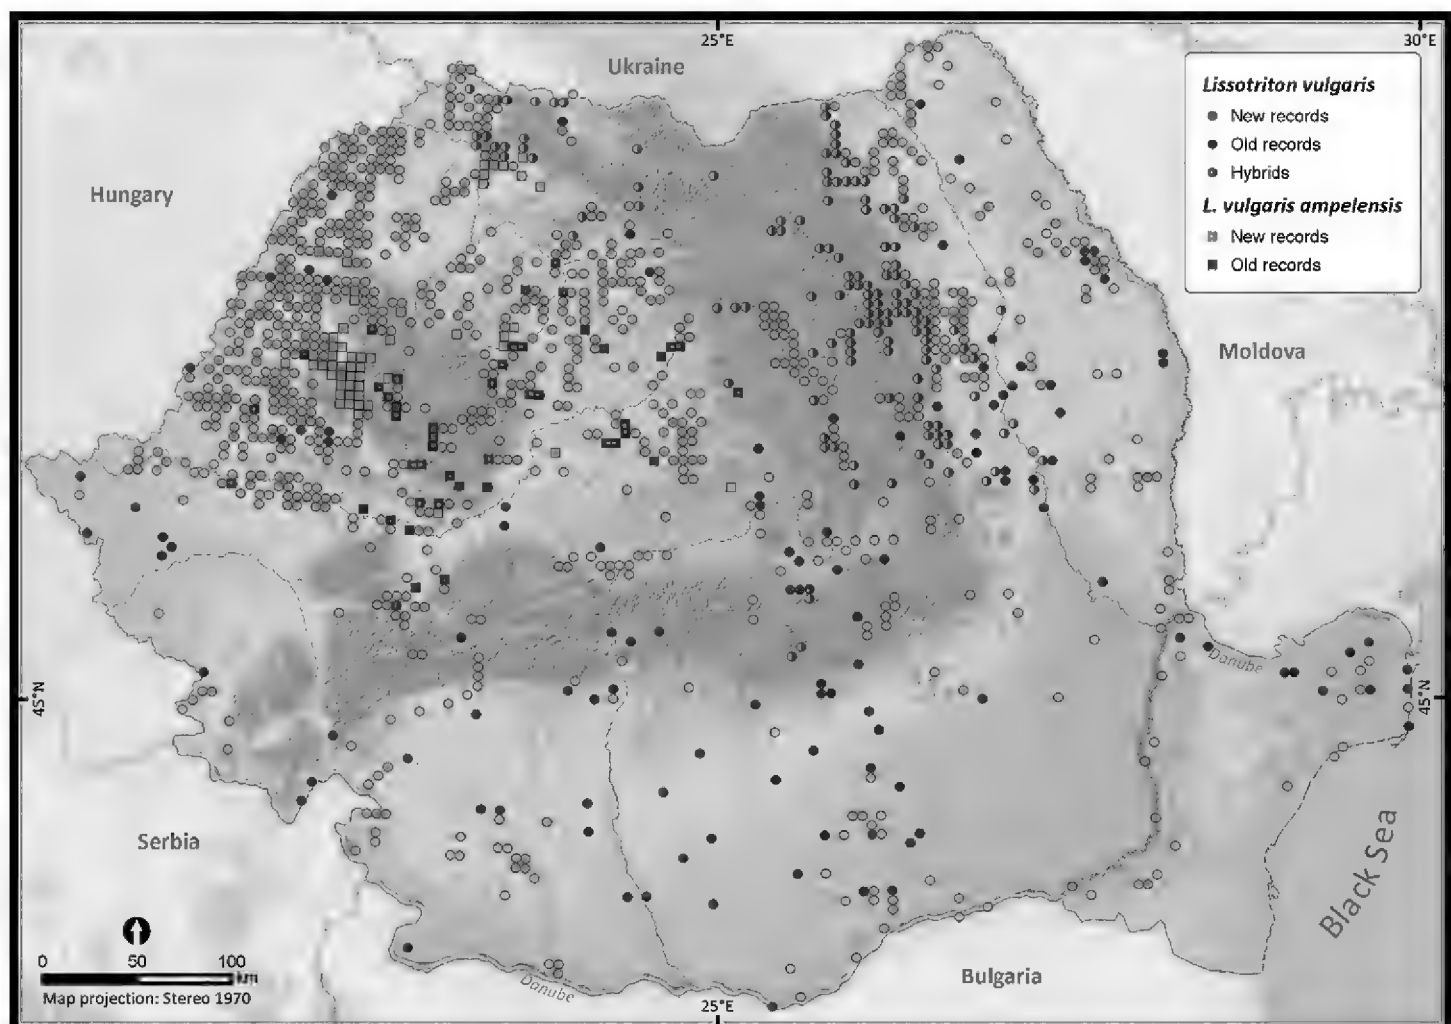 25°E
30°E
Ukraine
Lissotriton vulgaris
New records
Old records
Hybrids
L. vulgaris ampelensis
New records
Old records
Hungary
Moldova
Danube
45°N
45°N
Serbia
Black Sea
0 50 100
km
Map projection: Stereo 1970
Danube
25°E
Bulgaria